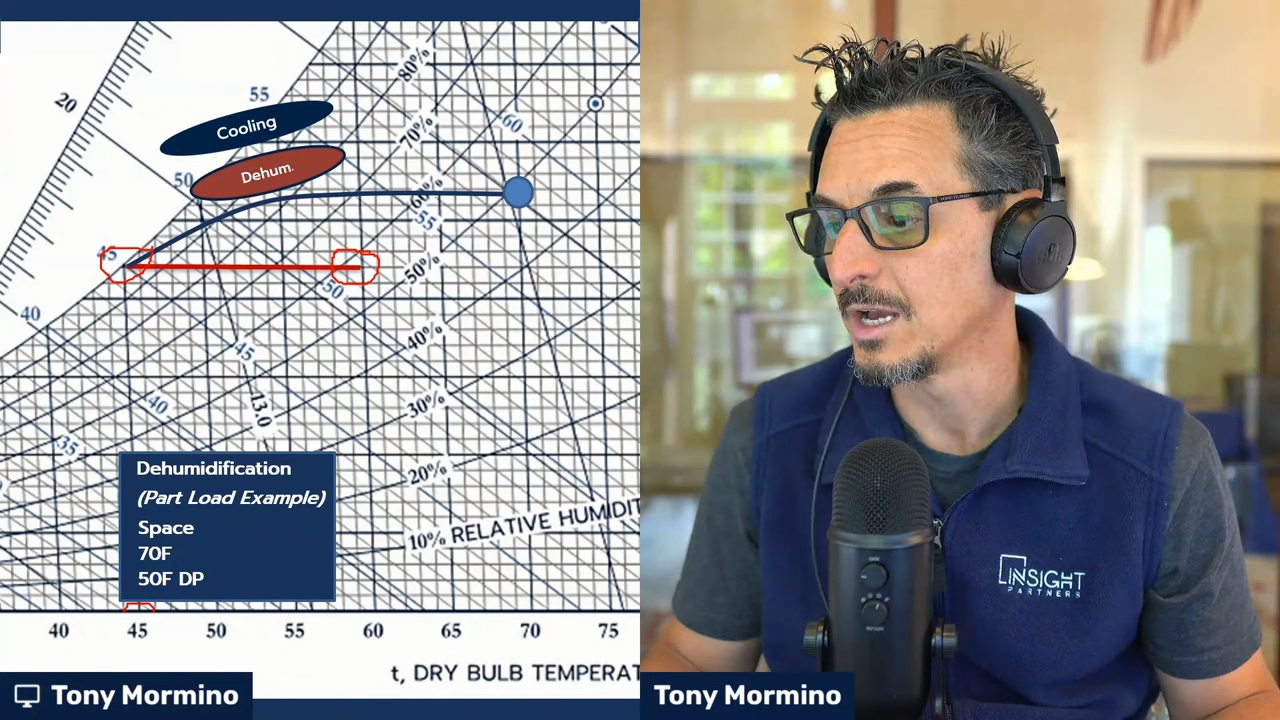 80%
20
55
Cooling
60
70%
Dehum.
50
60%
55
45
50%
50
40
40%
45
13.0
40
30%
35
20%
Dehumidification
(Part Load Example)
Space
70F
50F DP
10% RELATIVE HUMIDIT
40 45 50 55 60 65 70 75
t, DRY BULB TEMPERAT
Tony Mormino
Tony Mormino
INSIGHT
PARTNERS